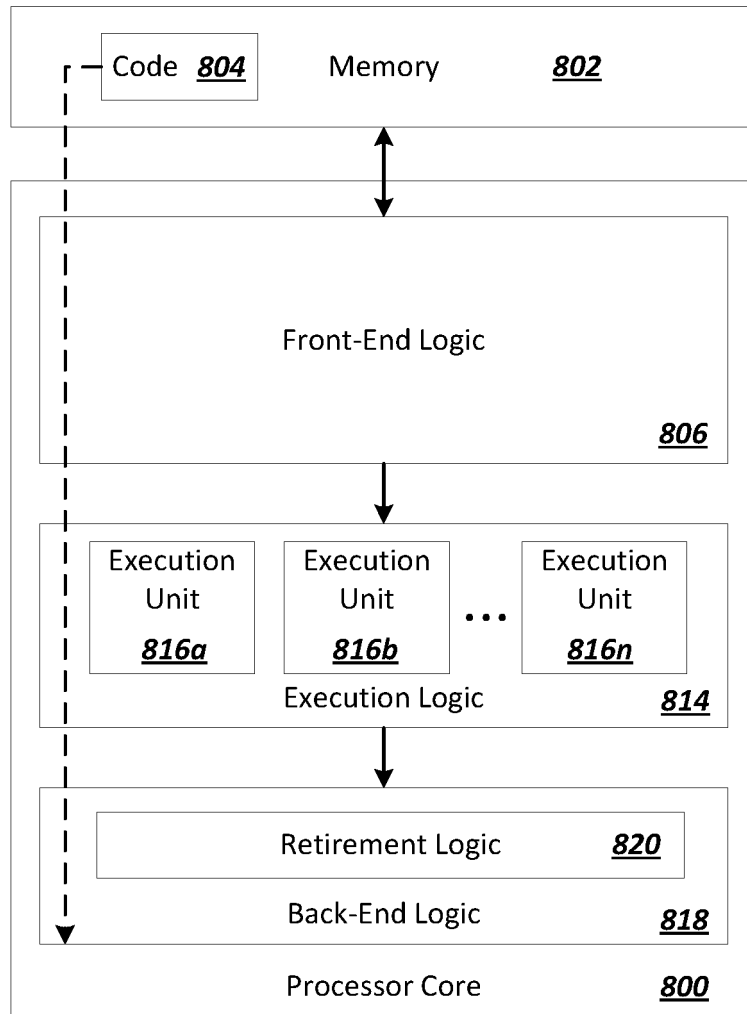 Code 804 Memory 802
Front-End Logic
806
Execution Execution Execution
Unit Unit Unit
816a 816b ... 816n
Execution Logic 814
Retirement Logic 820
Back-End Logic 818
Processor Core 800